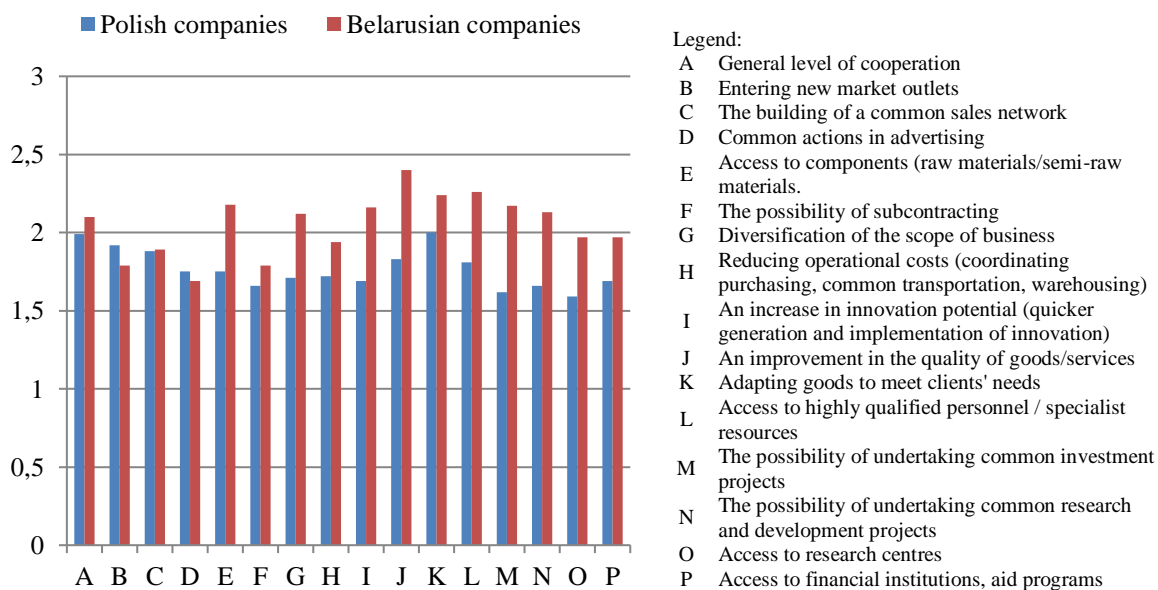 Polish companies Belarusian companies
3
2,5
2
1,5
1
0,5
0
A B C D E F G H I J K L M N O P
Legend:
A General level of cooperation
B Entering new market outlets
C The building of a common sales network
D Common actions in advertising
E Access to components (raw materials/semi-raw
materials.
F The possibility of subcontracting
G Diversification of the scope of business
H Reducing operational costs (coordinating
purchasing, common transportation, warehousing)
I An increase in innovation potential (quicker
generation and implementation of innovation)
J An improvement in the quality of goods/services
K Adapting goods to meet clients' needs
L Access to highly qualified personnel / specialist
resources
M The possibility of undertaking common investment
projects
N The possibility of undertaking common research
and development projects
O Access to research centres
P Access to financial institutions, aid programs